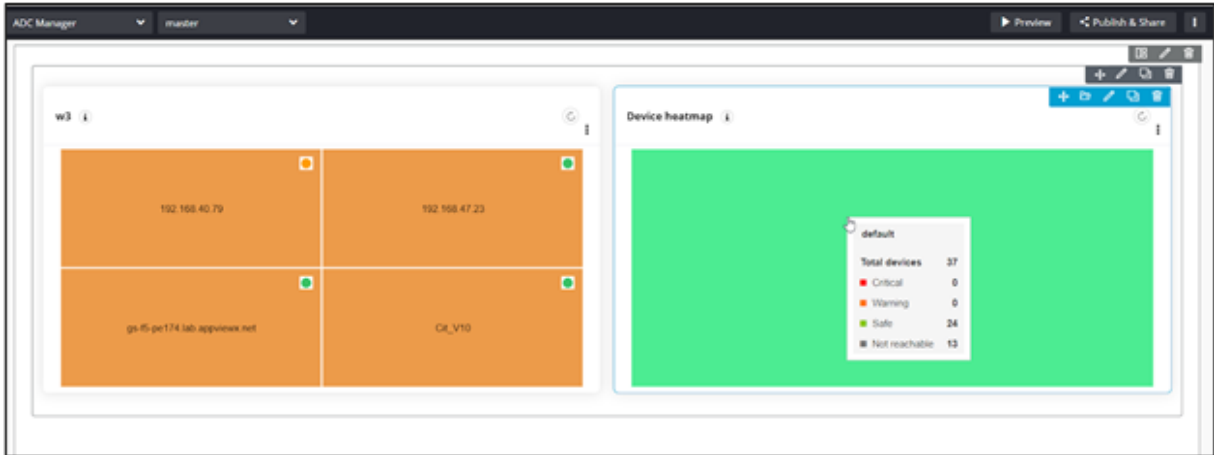 ADC Manager master Preview Publish & Share
w3 i
Device heatmap i
192.168.40.79
192.168.47.23
gs-f5-pe174.lab.appviewx.net
Cit_V10
default
Total devices 37
Critical 0
Warning 0
Safe 24
Not reachable 13